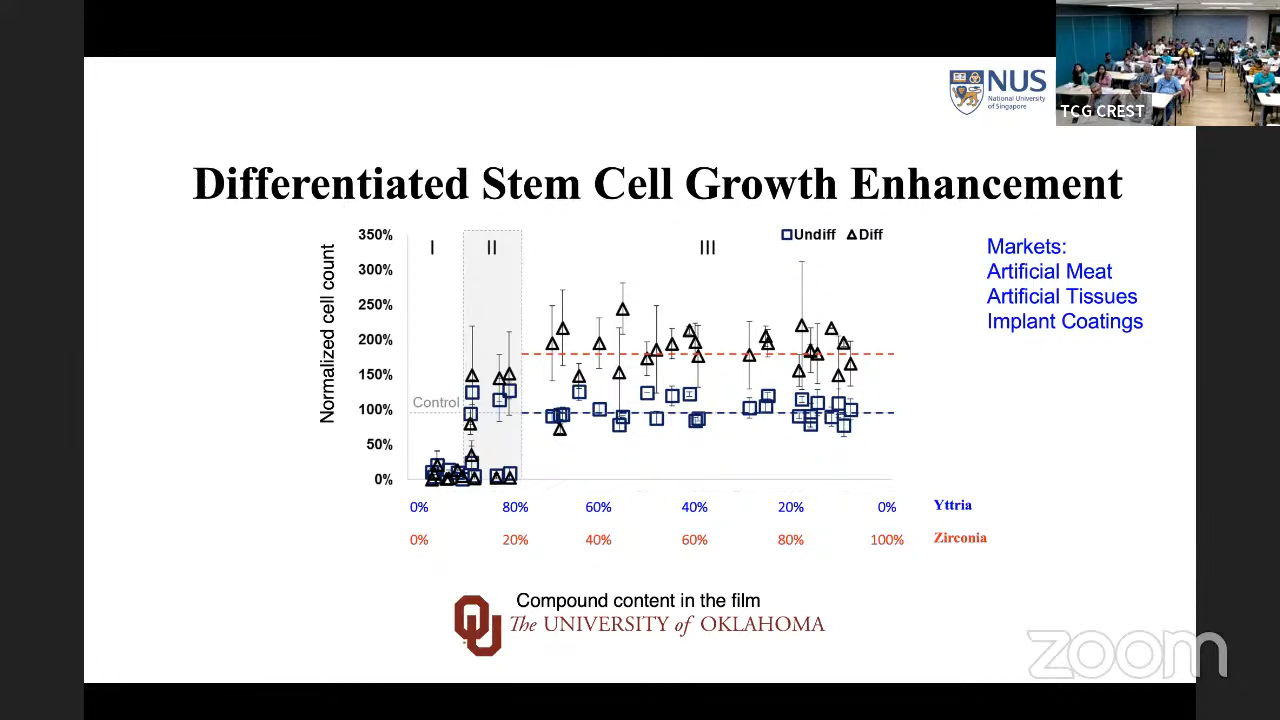 NUS
National University
of Singapore
TCG CREST
Differentiated Stem Cell Growth Enhancement
Normalized cell count
350%
300%
250%
200%
150%
100%
50%
0%
I
II
III
Undiff
Diff
Control
Markets:
Artificial Meat
Artificial Tissues
Implant Coatings
0% 80% 60% 40% 20% 0% Yttria
0% 20% 40% 60% 80% 100% Zirconia
Compound content in the film
OU
The UNIVERSITY of OKLAHOMA
zoom